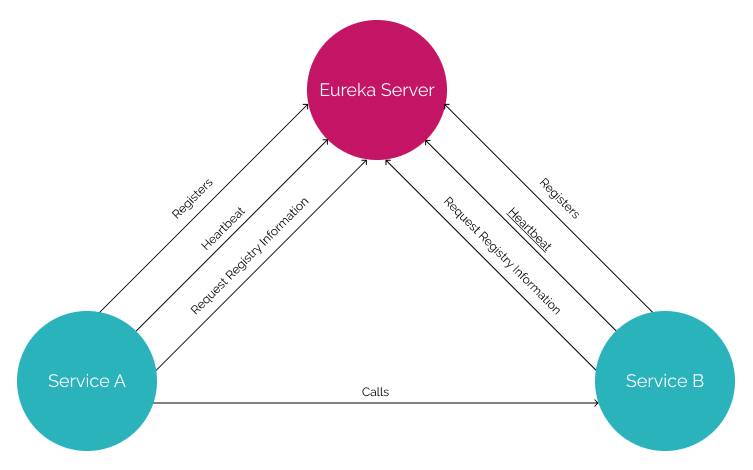 Eureka Server
Registers
Heartbeat
Request Registry Information
Registers
Heartbeat
Request Registry Information
Service A
Calls
Service B